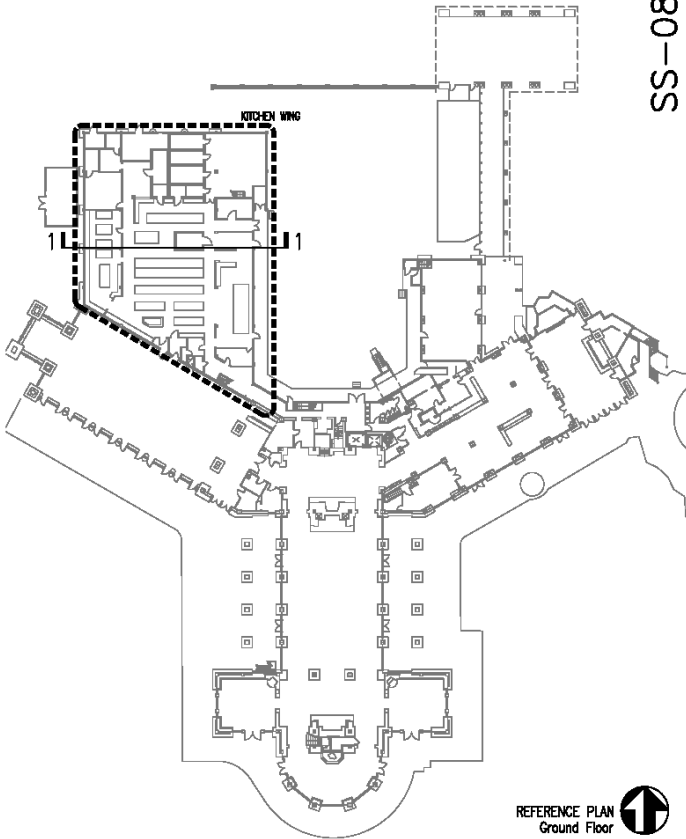 SS-08
KITCHEN WING
1 1
REFERENCE PLAN
Ground Floor